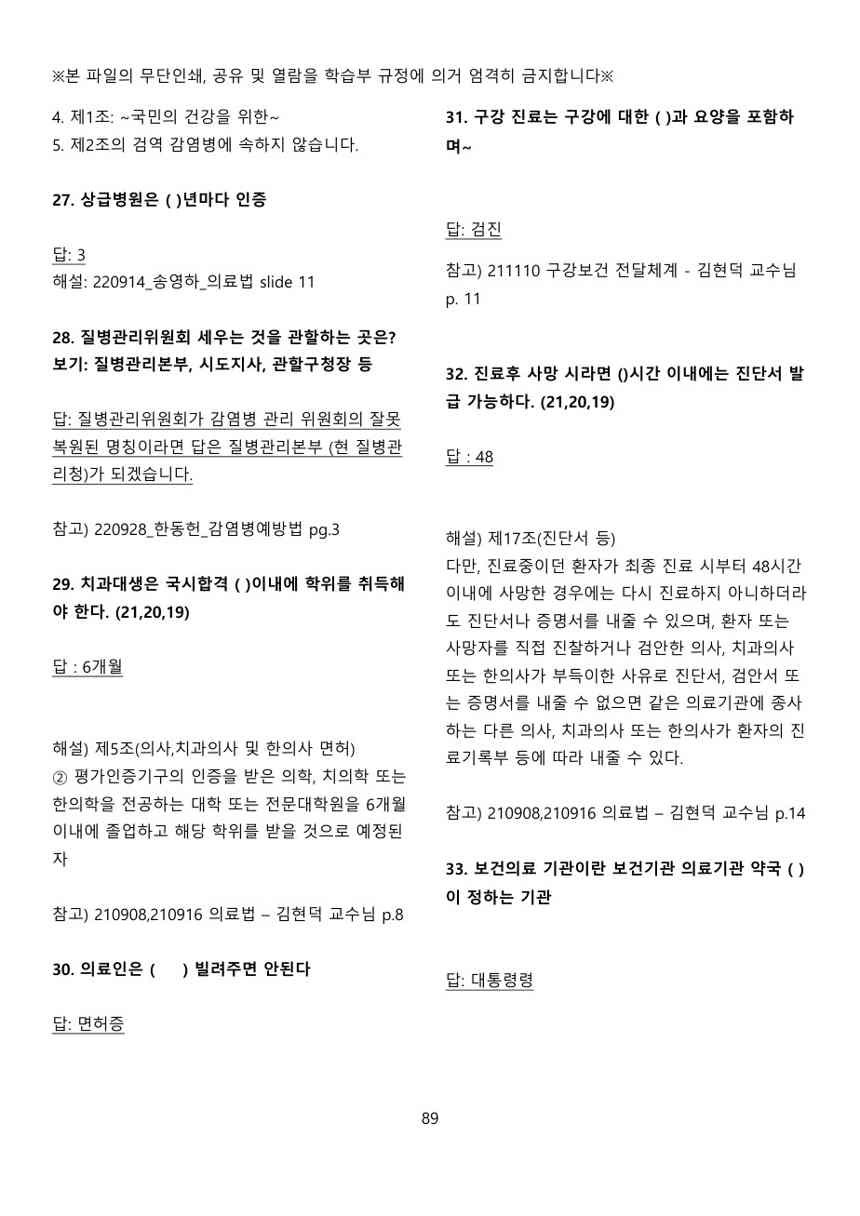 ※본 파일의 무단인쇄, 공유 및 열람을 학습부 규정에 의거 엄격히 금지합니다※
4. 제1조: ~국민의 건강을 위한~
5. 제2조의 검역 감염병에 속하지 않습니다.
27. 상급병원은 ( )년마다 인증
답: 3
해설: 220914_송영하_의료법 slide 11
28. 질병관리위원회 세우는 것을 관할하는 곳은?
보기: 질병관리본부, 시도지사, 관할구청장 등
답: 질병관리위원회가 감염병 관리 위원회의 잘못
복원된 명칭이라면 답은 질병관리본부 (현 질병관
리청)가 되겠습니다.
참고) 220928_한동헌_감염병예방법 pg.3
29. 치과대생은 국시합격 ( )이내에 학위를 취득해
야 한다. (21,20,19)
답 : 6개월
해설) 제5조(의사,치과의사 및 한의사 면허)
② 평가인증기구의 인증을 받은 의학, 치의학 또는
한의학을 전공하는 대학 또는 전문대학원을 6개월
이내에 졸업하고 해당 학위를 받을 것으로 예정된
자
참고) 210908,210916 의료법 – 김현덕 교수님 p.8
30. 의료인은 (    ) 빌려주면 안된다
답: 면허증
31. 구강 진료는 구강에 대한 ( )과 요양을 포함하
며~
답: 검진
참고) 211110 구강보건 전달체계 - 김현덕 교수님
p. 11
32. 진료후 사망 시라면 ()시간 이내에는 진단서 발
급 가능하다. (21,20,19)
답 : 48
해설) 제17조(진단서 등)
다만, 진료중이던 환자가 최종 진료 시부터 48시간
이내에 사망한 경우에는 다시 진료하지 아니하더라
도 진단서나 증명서를 내줄 수 있으며, 환자 또는
사망자를 직접 진찰하거나 검안한 의사, 치과의사
또는 한의사가 부득이한 사유로 진단서, 검안서 또
는 증명서를 내줄 수 없으면 같은 의료기관에 종사
하는 다른 의사, 치과의사 또는 한의사가 환자의 진
료기록부 등에 따라 내줄 수 있다.
참고) 210908,210916 의료법 – 김현덕 교수님 p.14
33. 보건의료 기관이란 보건기관 의료기관 약국 ( )
이 정하는 기관
답: 대통령령
89